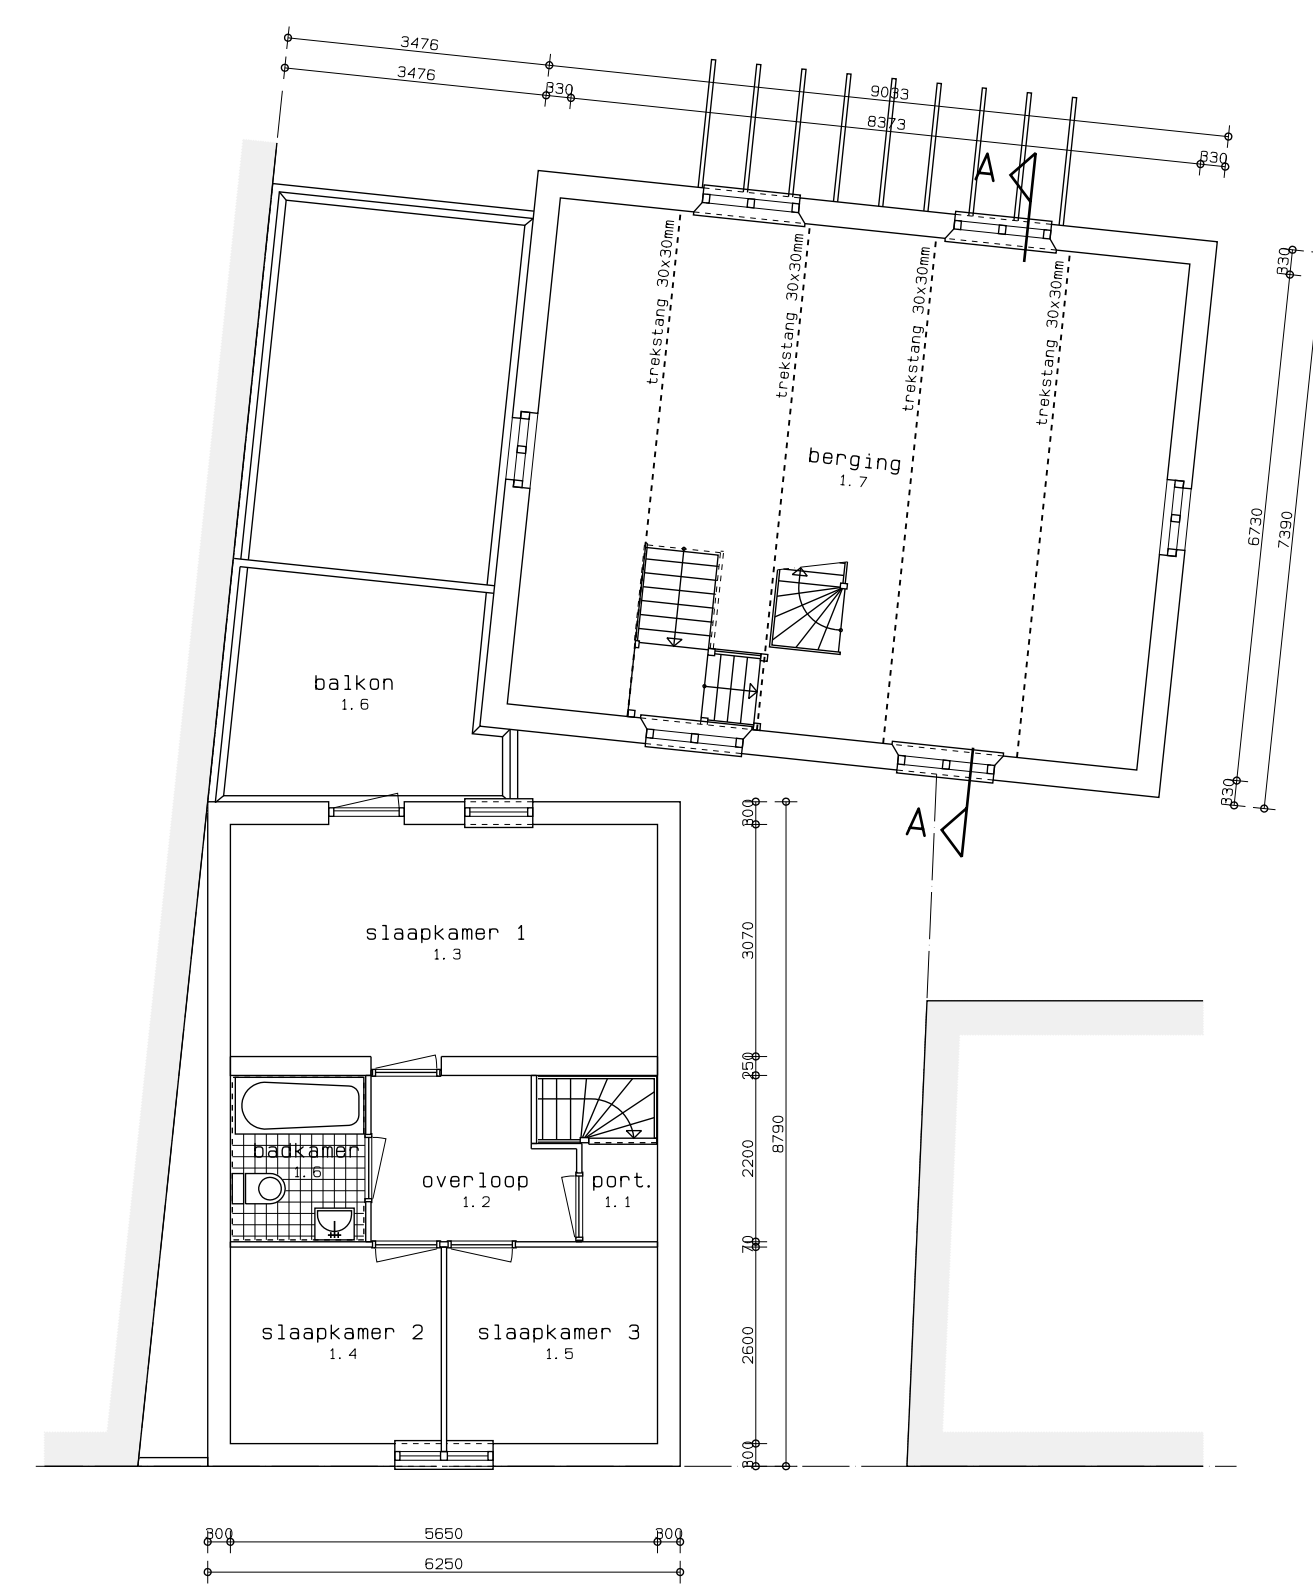 3476
9033
3476
330
8373
330
A
trekstang 30x30mm
trekstang 30x30mm
trekstang 30x30mm
trekstang 30x30mm
330
berging
1.7
6730
7390
balkon
1.6
330
A
300
slaapkamer 1
1.3
3070
250
8790
badkamer
1.6
overloop
1.2
port.
1.1
2200
70
slaapkamer 2
1.4
slaapkamer 3
1.5
2600
300
300
5650
300
6250